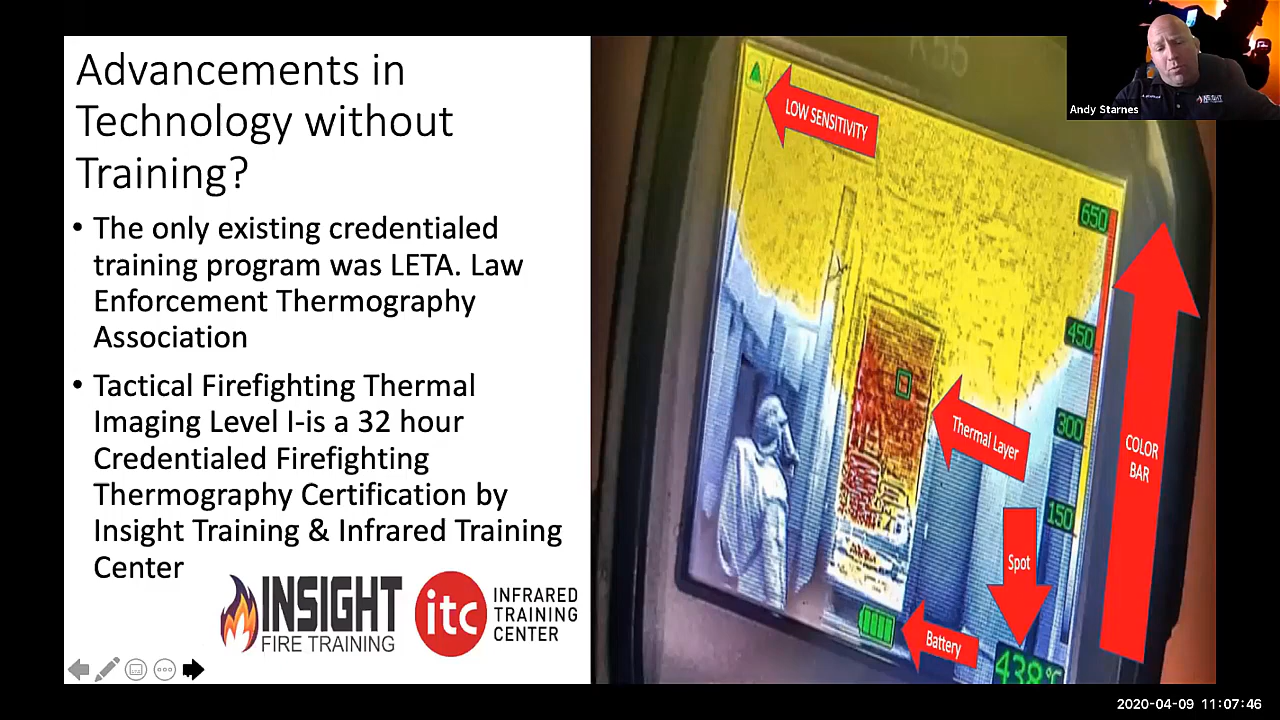 Advancements in
Technology without
Training?
• The only existing credentialed
training program was LETA. Law
Enforcement Thermography
Association
• Tactical Firefighting Thermal
Imaging Level I-is a 32 hour
Credentialed Firefighting
Thermography Certification by
Insight Training & Infrared Training
Center
INSIGHT
FIRE TRAINING
itc
INFRARED
TRAINING
CENTER
K55
LOW SENSITIVITY
650
450
300
150
Thermal Layer
COLOR
BAR
Spot
Battery
438°C
INSIGHT
Andy Starnes
2020-04-09 11:07:46